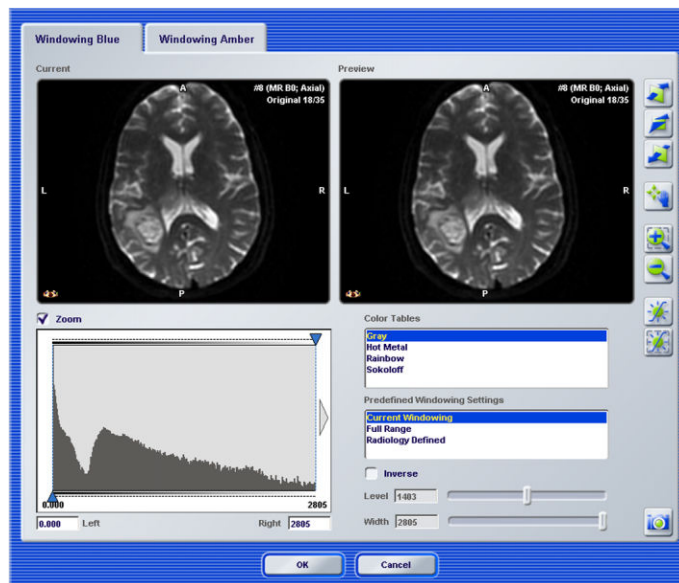 Windowing Blue
Windowing Amber
Current
Preview
A
#8 (MR B0; Axial)
Original 18/35
L
R
P
A
#8 (MR B0; Axial)
Original 18/35
L
R
P
Zoom
0.000
2805
0.000 Left
Right 2805
Color Tables
Gray
Hot Metal
Rainbow
Sokoloff
Predefined Windowing Settings
Current Windowing
Full Range
Radiology Defined
Inverse
Level 1403
Width 2805
OK
Cancel